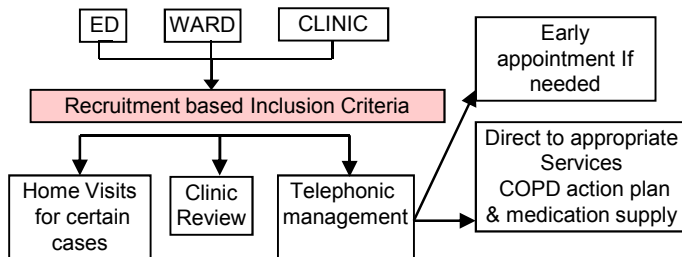 ED
WARD
CLINIC
Early
appointment If
needed
Recruitment based Inclusion Criteria
Direct to appropriate
Services
COPD action plan
& medication supply
Home Visits
for certain
cases
Clinic
Review
Telephonic
management